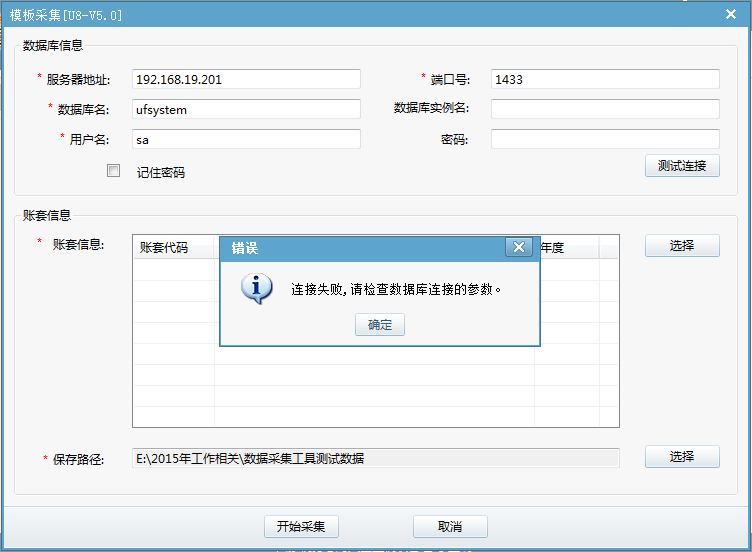 模板采集[U8-V5.0]
数据库信息
* 服务器地址: 192.168.19.201 * 端口号: 1433
* 数据库名: ufsystem 数据库实例名:
* 用户名: sa 密码:
记住密码 测试连接
账套信息
* 账套信息: 账套代码 年度 选择
错误
连接失败,请检查数据库连接的参数。
确定
* 保存路径: E:\2015年工作相关\数据采集工具测试数据 选择
开始采集 取消